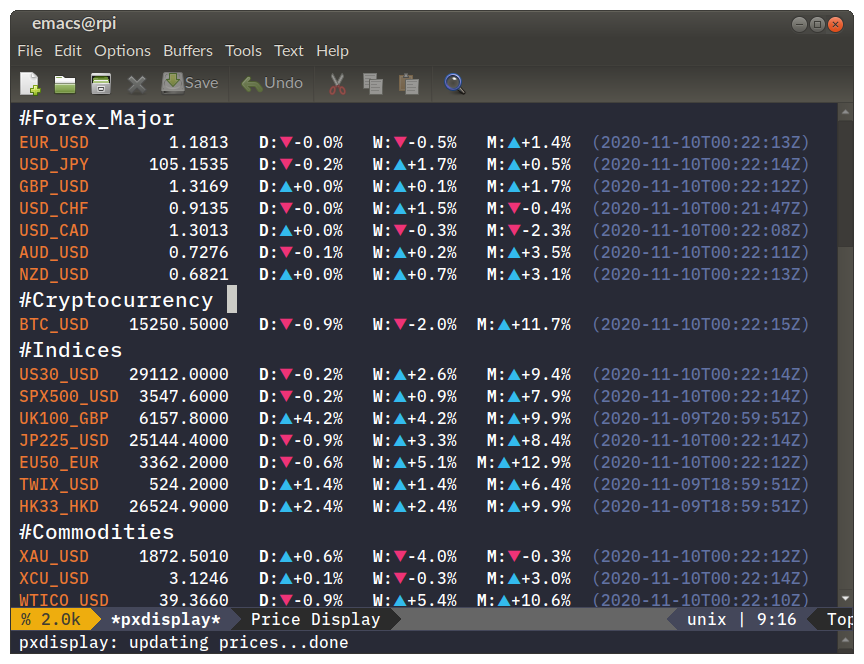 emacs@rpi
File Edit Options Buffers Tools Text Help
Save Undo
#Forex_Major
EUR_USD 1.1813 D:▼-0.0% W:▼-0.5% M:▲+1.4% (2020-11-10T00:22:13Z)
USD_JPY 105.1535 D:▼-0.2% W:▲+1.7% M:▲+0.5% (2020-11-10T00:22:14Z)
GBP_USD 1.3169 D:▲+0.0% W:▲+0.1% M:▲+1.7% (2020-11-10T00:22:12Z)
USD_CHF 0.9135 D:▼-0.0% W:▲+1.5% M:▼-0.4% (2020-11-10T00:21:47Z)
USD_CAD 1.3013 D:▲+0.0% W:▼-0.3% M:▼-2.3% (2020-11-10T00:22:08Z)
AUD_USD 0.7276 D:▼-0.1% W:▲+0.2% M:▲+3.5% (2020-11-10T00:22:11Z)
NZD_USD 0.6821 D:▲+0.0% W:▲+0.7% M:▲+3.1% (2020-11-10T00:22:13Z)
#Cryptocurrency
BTC_USD 15250.5000 D:▼-0.9% W:▼-2.0% M:▲+11.7% (2020-11-10T00:22:15Z)
#Indices
US30_USD 29112.0000 D:▼-0.2% W:▲+2.6% M:▲+9.4% (2020-11-10T00:22:14Z)
SPX500_USD 3547.6000 D:▼-0.2% W:▲+0.9% M:▲+7.9% (2020-11-10T00:22:14Z)
UK100_GBP 6157.8000 D:▲+4.2% W:▲+4.2% M:▲+9.9% (2020-11-09T20:59:51Z)
JP225_USD 25144.4000 D:▼-0.9% W:▲+3.3% M:▲+8.4% (2020-11-10T00:22:14Z)
EU50_EUR 3362.2000 D:▼-0.6% W:▲+5.1% M:▲+12.9% (2020-11-10T00:22:12Z)
TWIX_USD 524.2000 D:▲+1.4% W:▲+1.4% M:▲+6.4% (2020-11-09T18:59:51Z)
HK33_HKD 26524.9000 D:▲+2.4% W:▲+2.4% M:▲+9.9% (2020-11-09T18:59:51Z)
#Commodities
XAU_USD 1872.5010 D:▲+0.6% W:▼-4.0% M:▼-0.3% (2020-11-10T00:22:12Z)
XCU_USD 3.1246 D:▲+0.1% W:▼-0.3% M:▲+3.0% (2020-11-10T00:22:14Z)
WTICO_USD 39.3660 D:▼-0.9% W:▲+5.4% M:▲+10.6% (2020-11-10T00:22:10Z)
% 2.0k *pxdisplay* Price Display unix | 9:16 Top
pxdisplay: updating prices...done